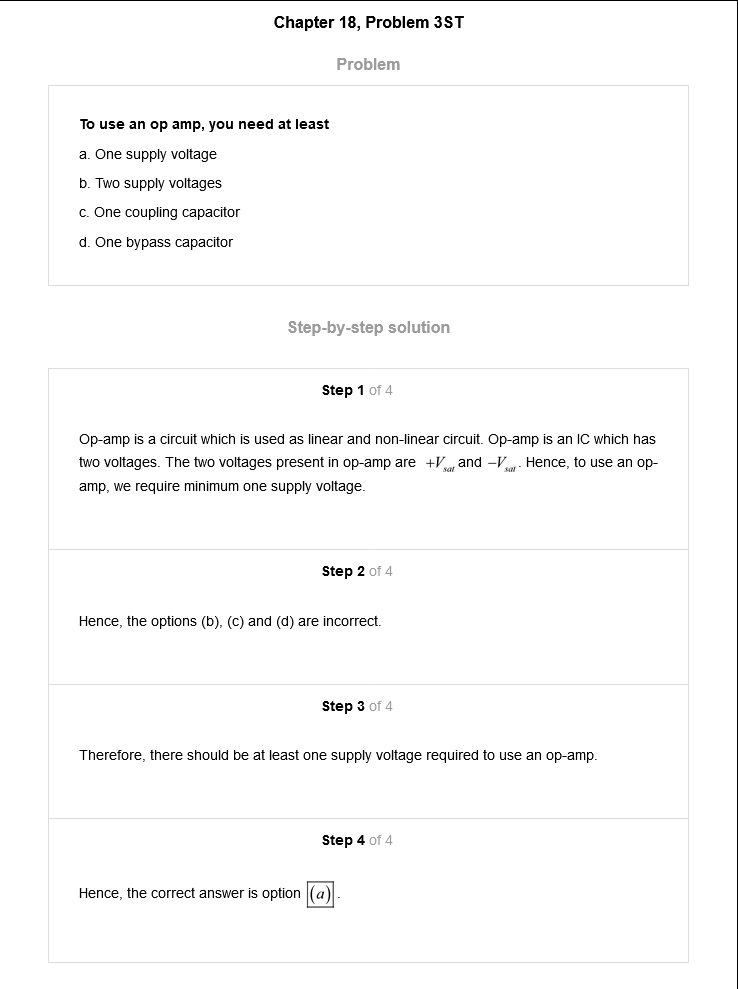 Chapter 18, Problem 3ST
Problem
To use an op amp, you need at least
a. One supply voltage
b. Two supply voltages
c. One coupling capacitor
d. One bypass capacitor
Step-by-step solution
Step 1 of 4
Op-amp is a circuit which is used as linear and non-linear circuit. Op-amp is an IC which has
two voltages. The two voltages present in op-amp are +Vsat and −Vsat. Hence, to use an op-
amp, we require minimum one supply voltage.
Step 2 of 4
Hence, the options (b), (c) and (d) are incorrect.
Step 3 of 4
Therefore, there should be at least one supply voltage required to use an op-amp.
Step 4 of 4
Hence, the correct answer is option (a).